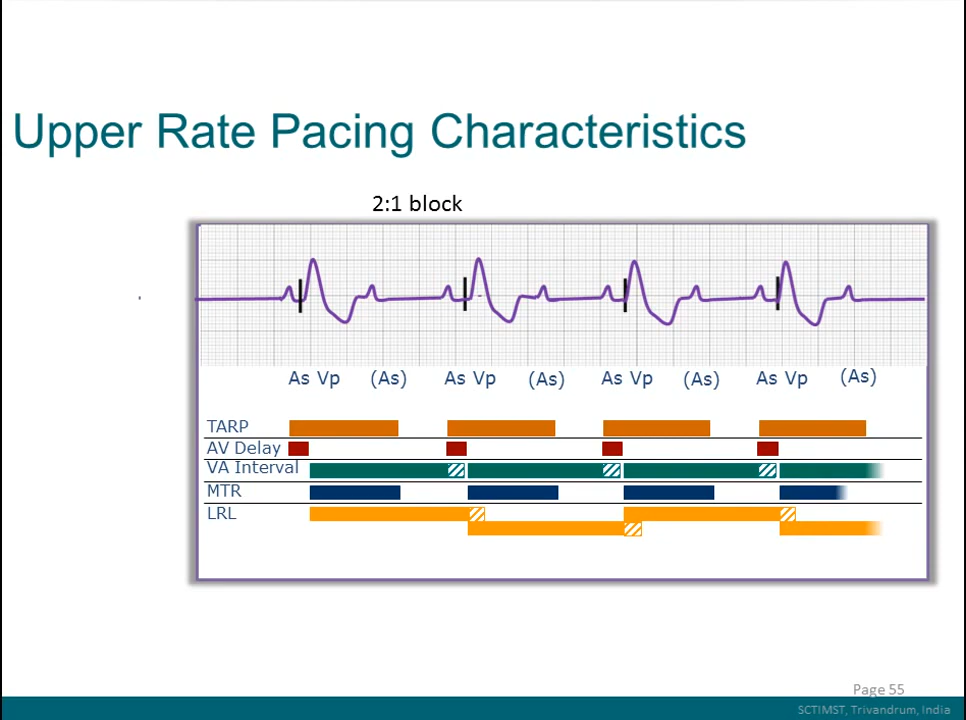 Upper Rate Pacing Characteristics
2:1 block
As Vp (As) As Vp (As) As Vp (As) As Vp (As)
TARP
AV Delay
VA Interval
MTR
LRL
Page 55
SCTIMST, Trivandrum, India